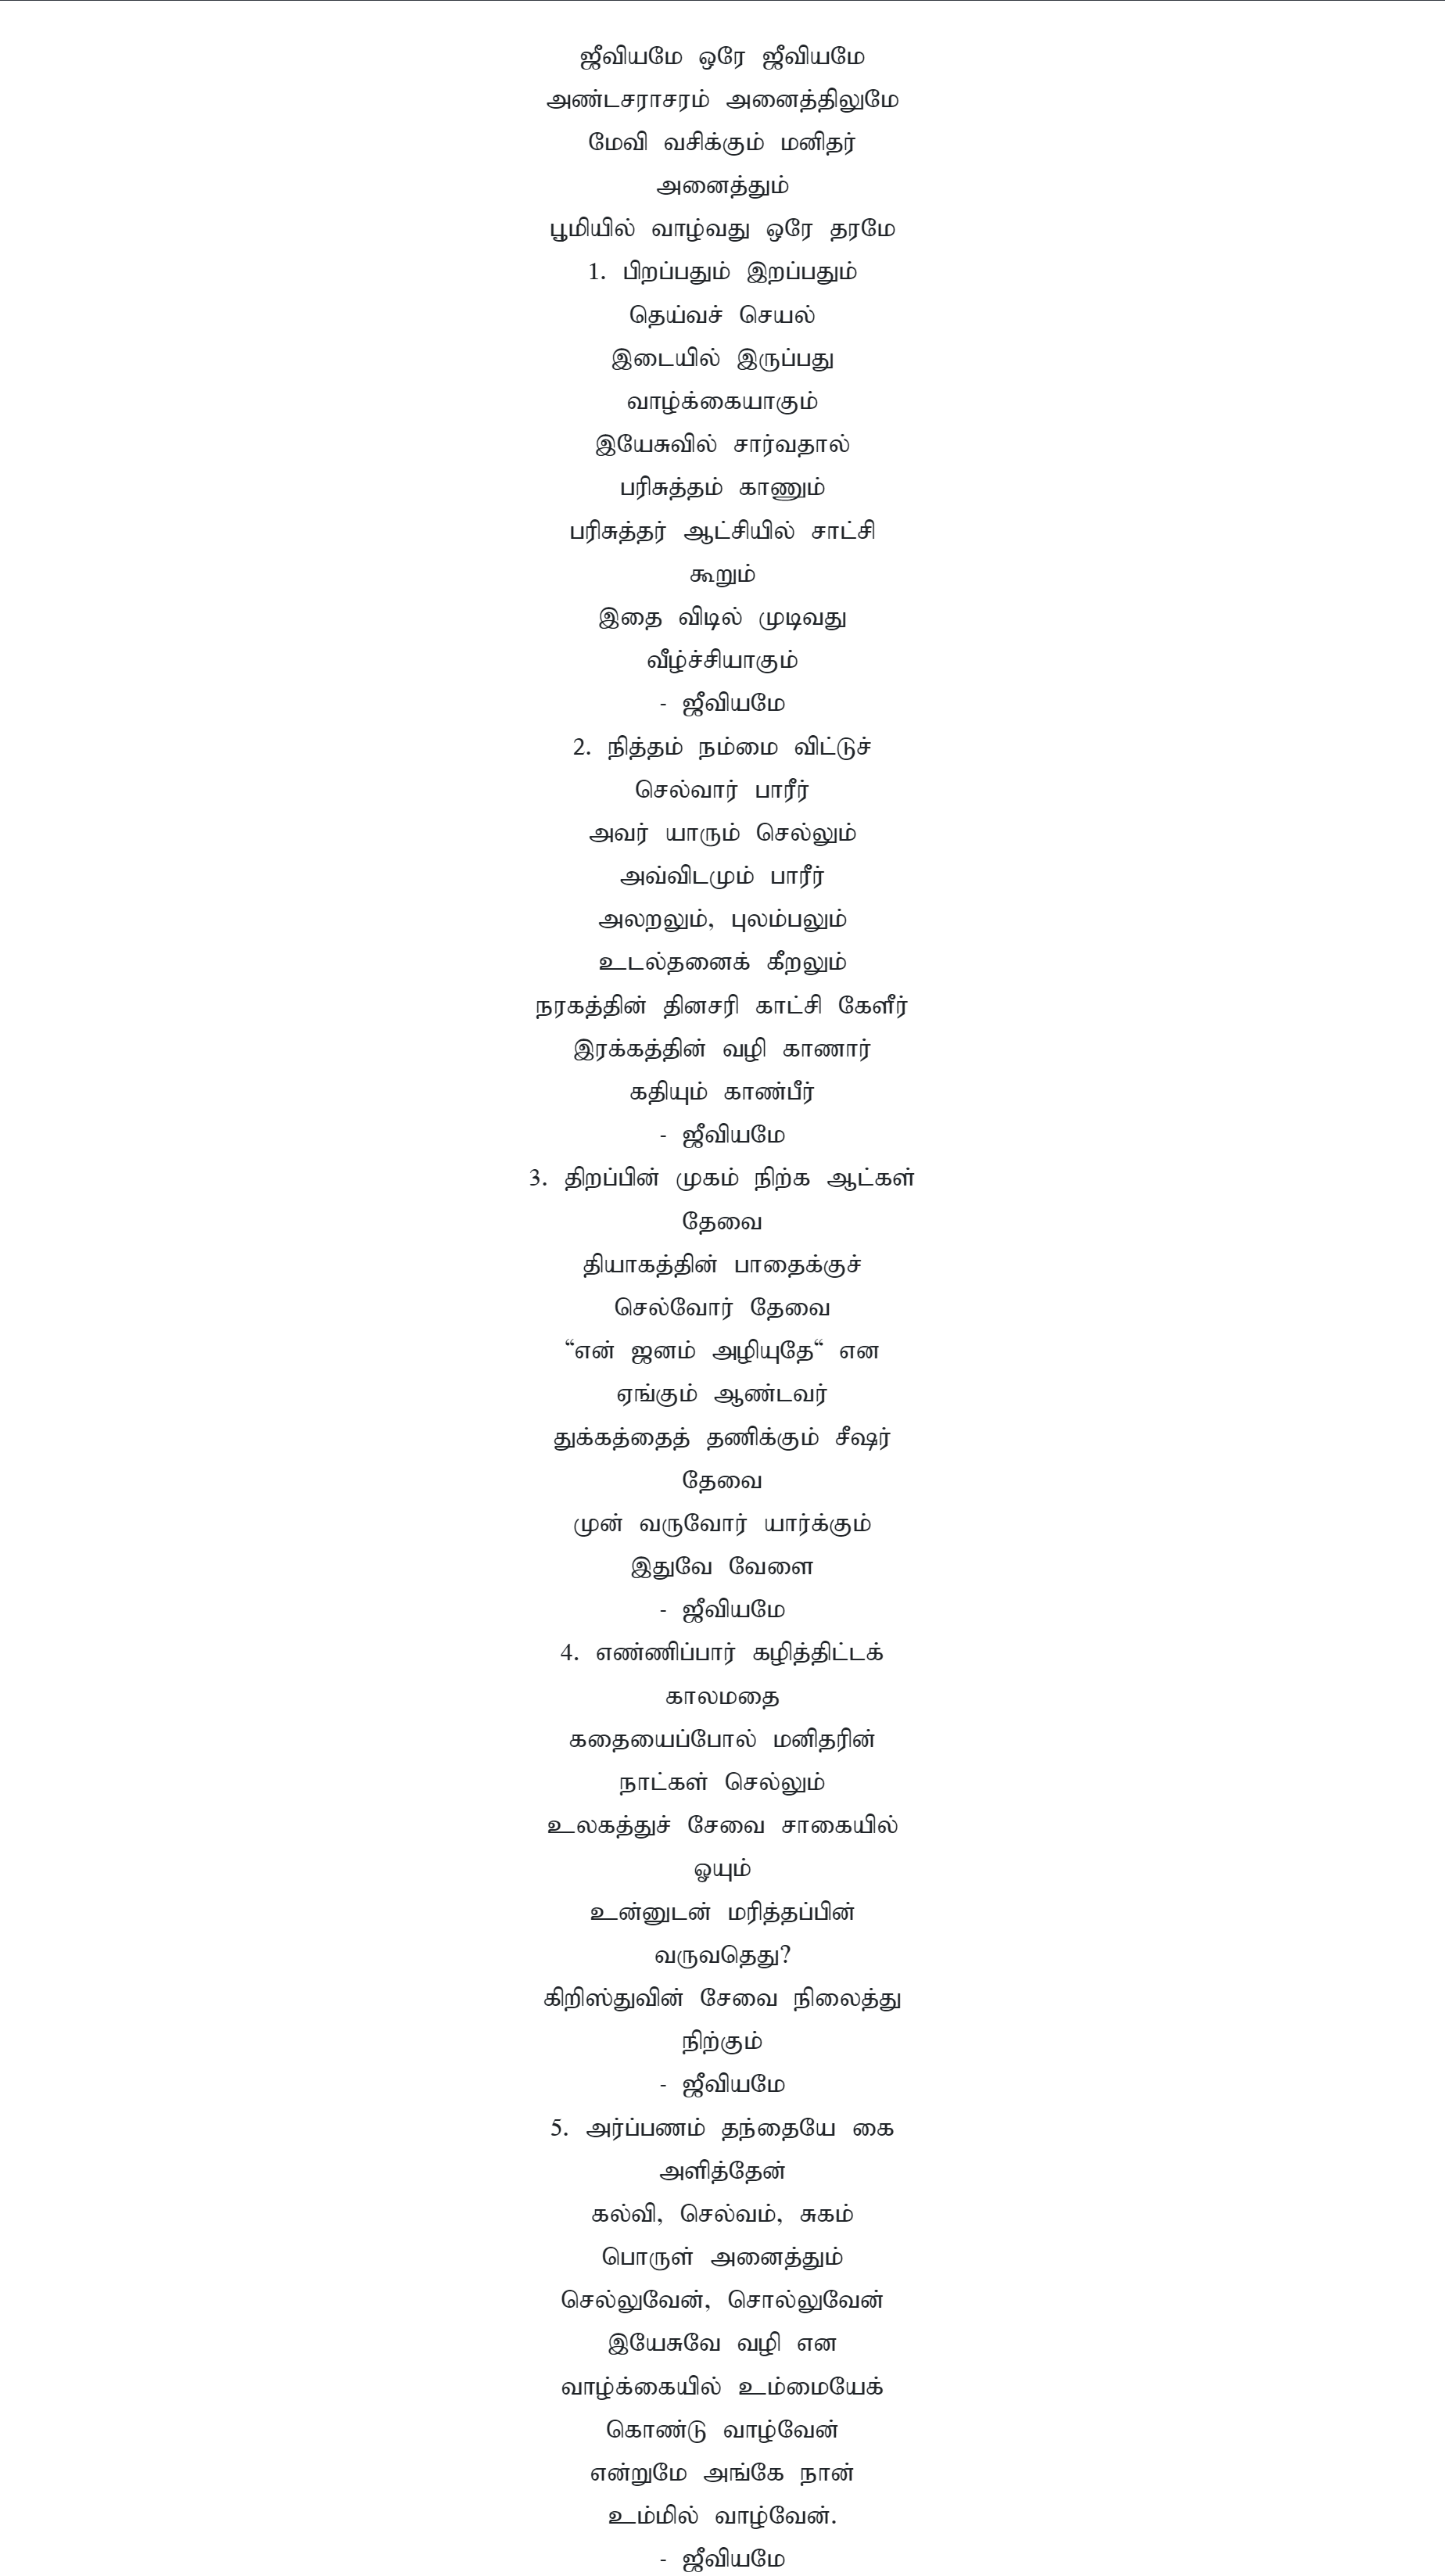 ஜீவியமே ஒரே ஜீவியமே
அண்டசராசரம் அனைத்திலுமே
மேவி வசிக்கும் மனிதர்
அனைத்தும்
பூமியில் வாழ்வது ஒரே தரமே
1. பிறப்பதும் இறப்பதும்
தெய்வச் செயல்
இடையில் இருப்பது
வாழ்க்கையாகும்
இயேசுவில் சார்வதால்
பரிசுத்தம் காணும்
பரிசுத்தர் ஆட்சியில் சாட்சி
கூறும்
இதை விடில் முடிவது
வீழ்ச்சியாகும்
- ஜீவியமே
2. நித்தம் நம்மை விட்டுச்
செல்வார் பாரீர்
அவர் யாரும் செல்லும்
அவ்விடமும் பாரீர்
அலறலும், புலம்பலும்
உடல்தனைக் கீறலும்
நரகத்தின் தினசரி காட்சி கேளீர்
இரக்கத்தின் வழி காணார்
கதியும் காண்பீர்
- ஜீவியமே
3. திறப்பின் முகம் நிற்க ஆட்கள்
தேவை
தியாகத்தின் பாதைக்குச்
செல்வோர் தேவை
“என் ஜனம் அழியுதே“ என
ஏங்கும் ஆண்டவர்
துக்கத்தைத் தணிக்கும் சீஷர்
தேவை
முன் வருவோர் யார்க்கும்
இதுவே வேளை
- ஜீவியமே
4. எண்ணிப்பார் கழித்திட்டக்
காலமதை
கதையைப்போல் மனிதரின்
நாட்கள் செல்லும்
உலகத்துச் சேவை சாகையில்
ஓயும்
உன்னுடன் மரித்தப்பின்
வருவதெது?
கிறிஸ்துவின் சேவை நிலைத்து
நிற்கும்
- ஜீவியமே
5. அர்ப்பணம் தந்தையே கை
அளித்தேன்
கல்வி, செல்வம், சுகம்
பொருள் அனைத்தும்
செல்லுவேன், சொல்லுவேன்
இயேசுவே வழி என
வாழ்க்கையில் உம்மையேக்
கொண்டு வாழ்வேன்
என்றுமே அங்கே நான்
உம்மில் வாழ்வேன்.
- ஜீவியமே